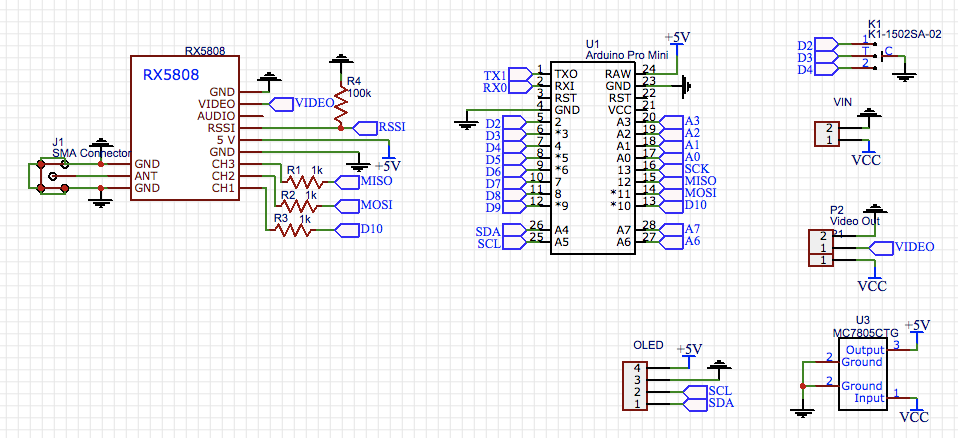 RX5808
RX5808
GND
VIDEO
AUDIO
RSSI
5 V
GND
CH3
CH2
CH1
GND
ANT
GND
J1
SMA Connector
VIDEO
R4
100k
RSSI
+5V
R1 1k
MISO
R2 1k
MOSI
R3 1k
D10
U1
Arduino Pro Mini
+5V
TX1 1 TXO RAW 24
RX0 2 RXI GND 23
3 RST RST 22
4 GND VCC 21
D2 5 2 A3 20 A3
D3 6 *3 A2 19 A2
D4 7 4 A1 18 A1
D5 8 *5 A0 17 A0
D6 9 *6 13 16 SCK
D7 10 7 12 15 MISO
D8 11 8 *11 14 MOSI
D9 12 *9 *10 13 D10
SDA 26 A4 A7 28 A7
SCL 25 A5 A6 27 A6
K1
K1-1502SA-02
D2 1
D3 T C
D4 2
VIN
2
1
VCC
P2
Video Out
P1
2
1 VIDEO
1
VCC
OLED
+5V
4
3
2 SCL
1 SDA
U3
MC7805CTG
+5V
Output 3
2 Ground
2 Ground
Input 1
VCC